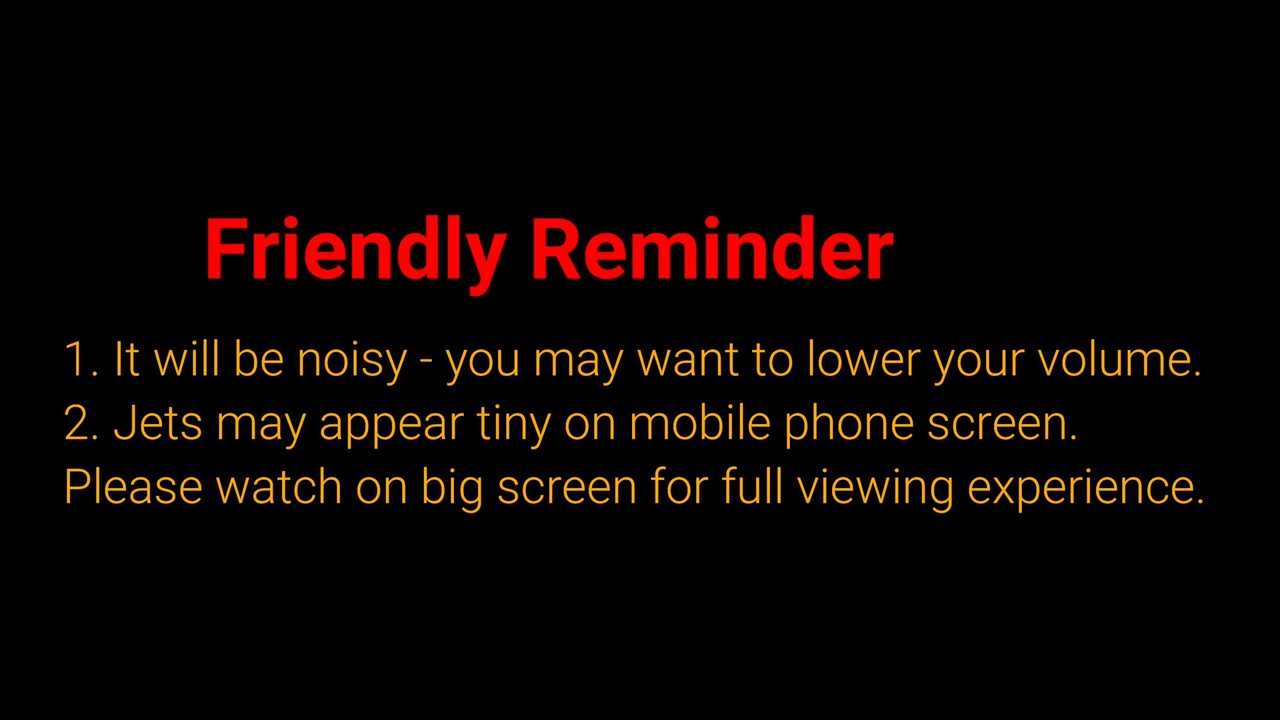 Friendly Reminder
1. It will be noisy - you may want to lower your volume.
2. Jets may appear tiny on mobile phone screen.
Please watch on big screen for full viewing experience.